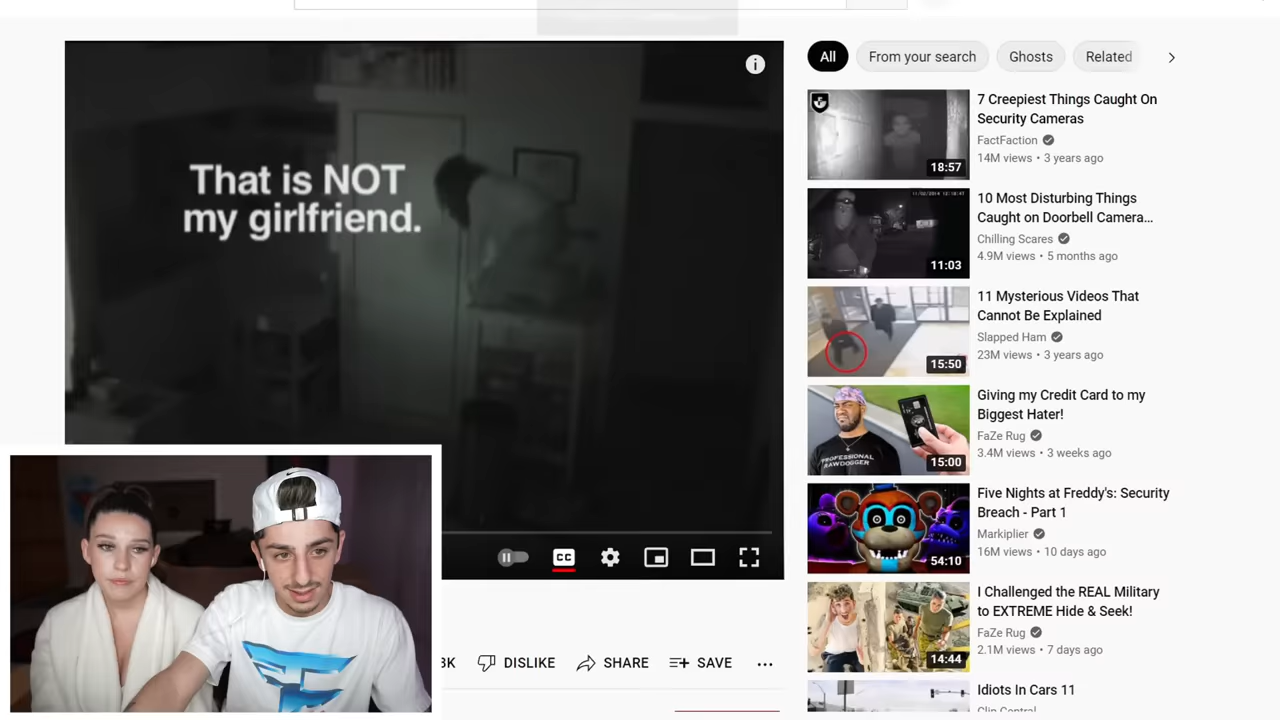 That is NOT
my girlfriend.
CC
3K
DISLIKE
SHARE
SAVE
All
From your search
Ghosts
Related
18:57
7 Creepiest Things Caught On
Security Cameras
FactFaction
14M views • 3 years ago
11:03
10 Most Disturbing Things
Caught on Doorbell Camera...
Chilling Scares
4.9M views • 5 months ago
15:50
11 Mysterious Videos That
Cannot Be Explained
Slapped Ham
23M views • 3 years ago
PROFESSIONAL
RAWDOGGER
15:00
Giving my Credit Card to my
Biggest Hater!
FaZe Rug
3.4M views • 3 weeks ago
54:10
Five Nights at Freddy's: Security
Breach - Part 1
Markiplier
16M views • 10 days ago
14:44
I Challenged the REAL Military
to EXTREME Hide & Seek!
FaZe Rug
2.1M views • 7 days ago
Idiots In Cars 11